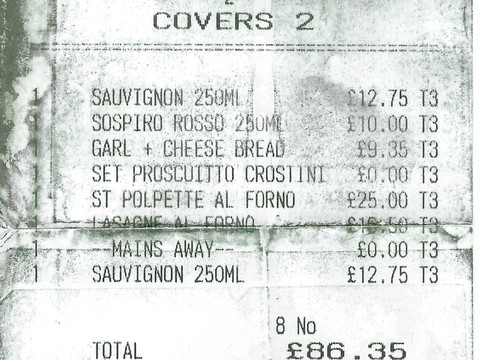 COVERS 2
1 SAUVIGNON 250ML £12.75 T3
1 SOSPIRO ROSSO 250ML £10.00 T3
1 GARL + CHEESE BREAD £9.35 T3
1 SET PROSCUITTO CROSTINI £0.00 T3
1 ST POLPETTE AL FORNO £25.00 T3
LASAGNE AL FORNO £16.50 T3
1 --MAINS AWAY-- £0.00 T3
1 SAUVIGNON 250ML £12.75 T3
8 No
TOTAL £86.35